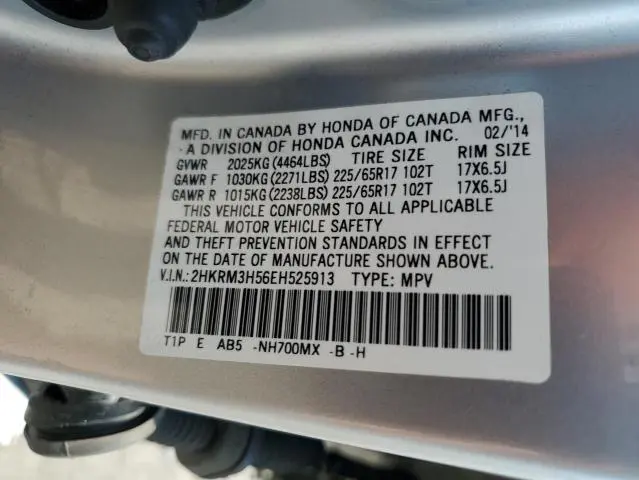 MFD. IN CANADA BY HONDA OF CANADA MFG.,
A DIVISION OF HONDA CANADA INC. 02/'14
GVWR 2025KG(4464LBS) TIRE SIZE RIM SIZE
GAWR F 1030KG(2271LBS) 225/65R17 102T 17X6.5J
GAWR R 1015KG(2238LBS) 225/65R17 102T 17X6.5J
THIS VEHICLE CONFORMS TO ALL APPLICABLE
FEDERAL MOTOR VEHICLE SAFETY
AND THEFT PREVENTION STANDARDS IN EFFECT
ON THE DATE OF MANUFACTURE SHOWN ABOVE.
V.I.N.: 2HKRM3H56EH525913 TYPE: MPV
T1P E AB5 -NH700MX -B -H